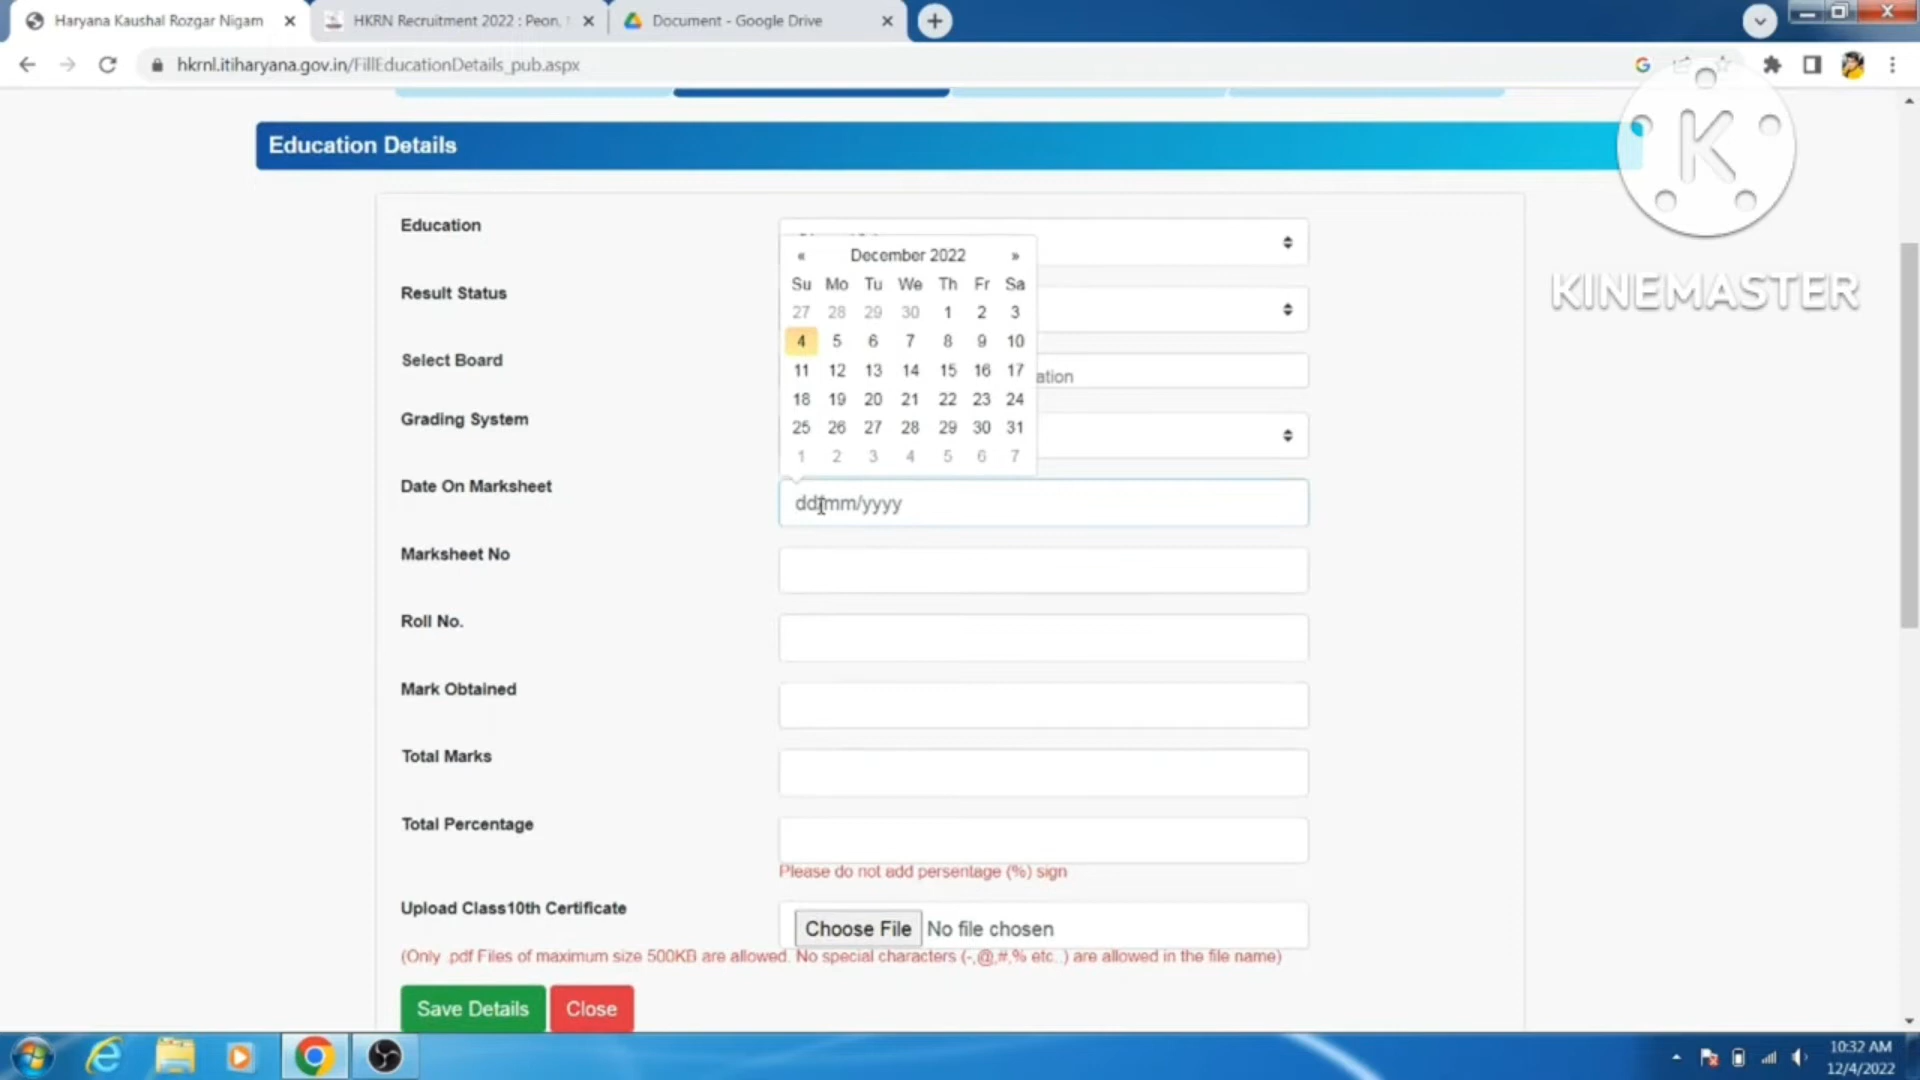 Haryana Kaushal Rozgar Nigam
HKRN Recruitment 2022 : Peon,
Document - Google Drive
hkrnl.itiharyana.gov.in/FillEducationDetails_pub.aspx
Education Details
KINEMASTER
Education
Result Status
Select Board
ation
Grading System
« December 2022 »
Su Mo Tu We Th Fr Sa
27 28 29 30 1 2 3
4 5 6 7 8 9 10
11 12 13 14 15 16 17
18 19 20 21 22 23 24
25 26 27 28 29 30 31
1 2 3 4 5 6 7
Date On Marksheet
dd/mm/yyyy
Marksheet No
Roll No.
Mark Obtained
Total Marks
Total Percentage
Please do not add persentage (%) sign
Upload Class10th Certificate
Choose File No file chosen
(Only .pdf Files of maximum size 500KB are allowed. No special characters (-,@,#,% etc..) are allowed in the file name)
Save Details Close
10:32 AM
12/4/2022